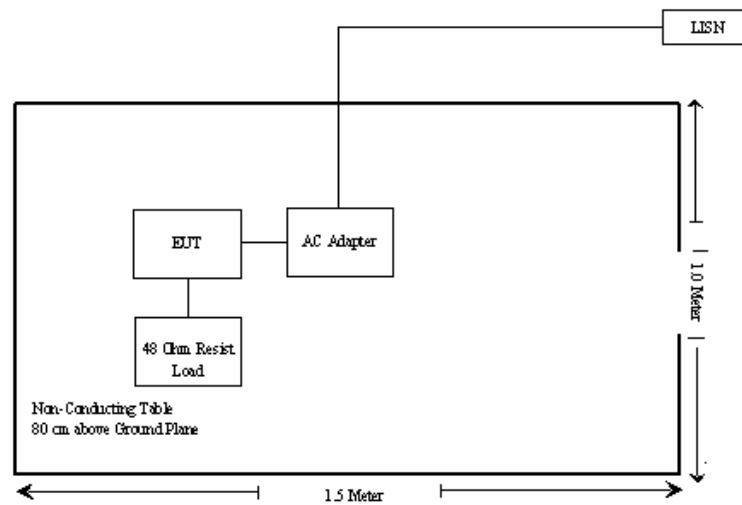 LISN
EUT
AC Adapter
1.0 Meter
48 Ohm Resist
Load
Non-Conducting Table
80 cm above Ground Plane
1.5 Meter